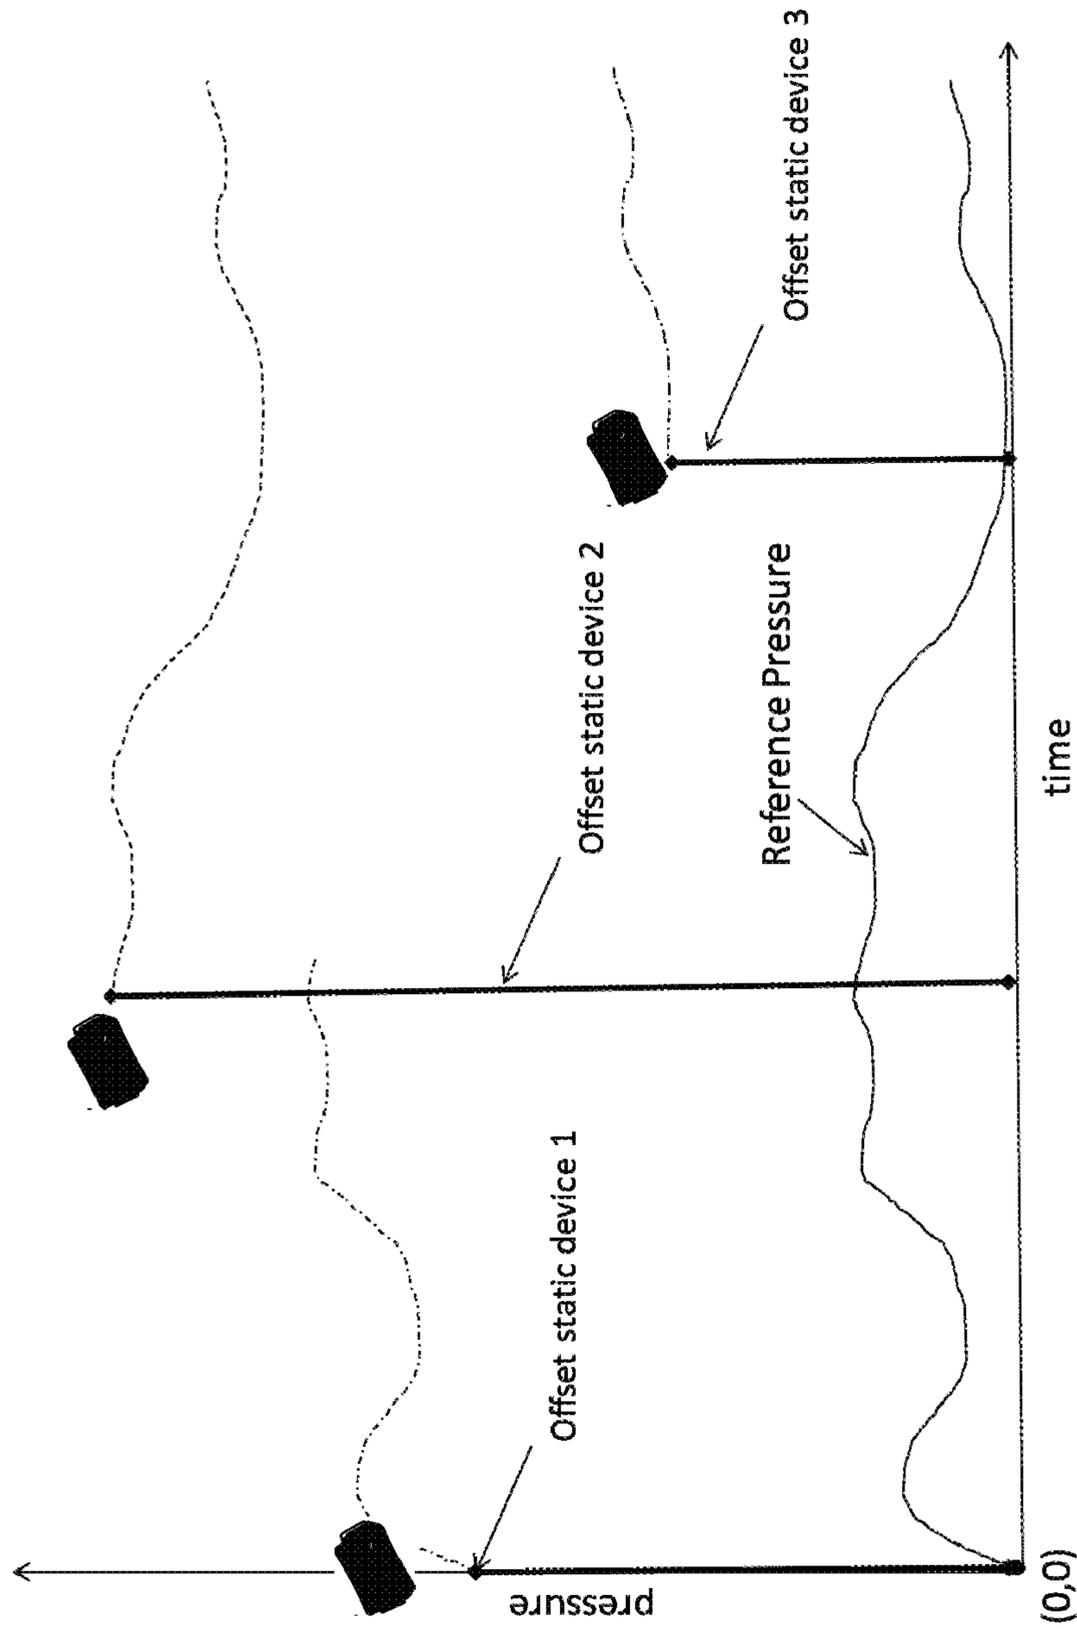 pressure
Offset static device 1
Offset static device 2
Reference Pressure
Offset static device 3
(0,0)
time